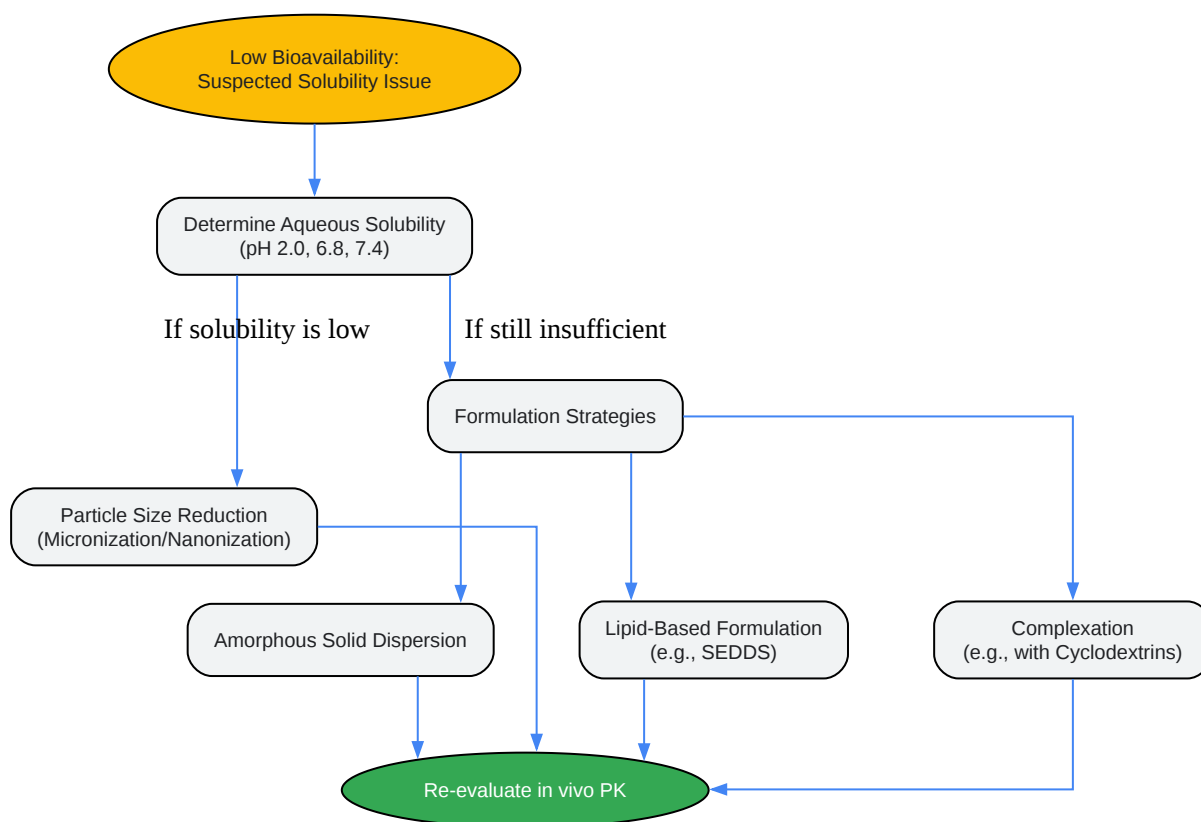 Low Bioavailability:
Suspected Solubility Issue
Determine Aqueous Solubility
(pH 2.0, 6.8, 7.4)
If solubility is low
If still insufficient
Formulation Strategies
Particle Size Reduction
(Micronization/Nanonization)
Amorphous Solid Dispersion
Lipid-Based Formulation
(e.g., SEDDS)
Complexation
(e.g., with Cyclodextrins)
Re-evaluate in vivo PK